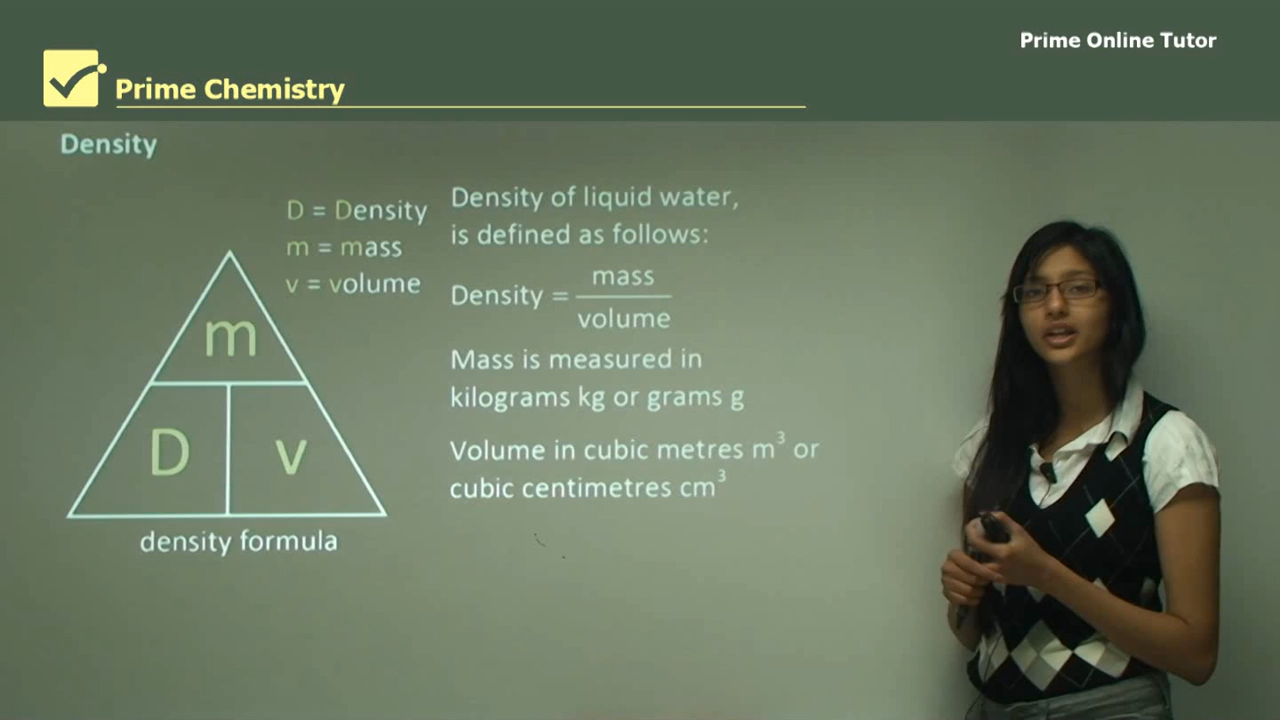 Prime Online Tutor
Prime Chemistry
Density
D = Density
m = mass
v = volume
m
D v
density formula
Density of liquid water,
is defined as follows:
Density = mass
volume
Mass is measured in
kilograms kg or grams g
Volume in cubic metres m³ or
cubic centimetres cm³